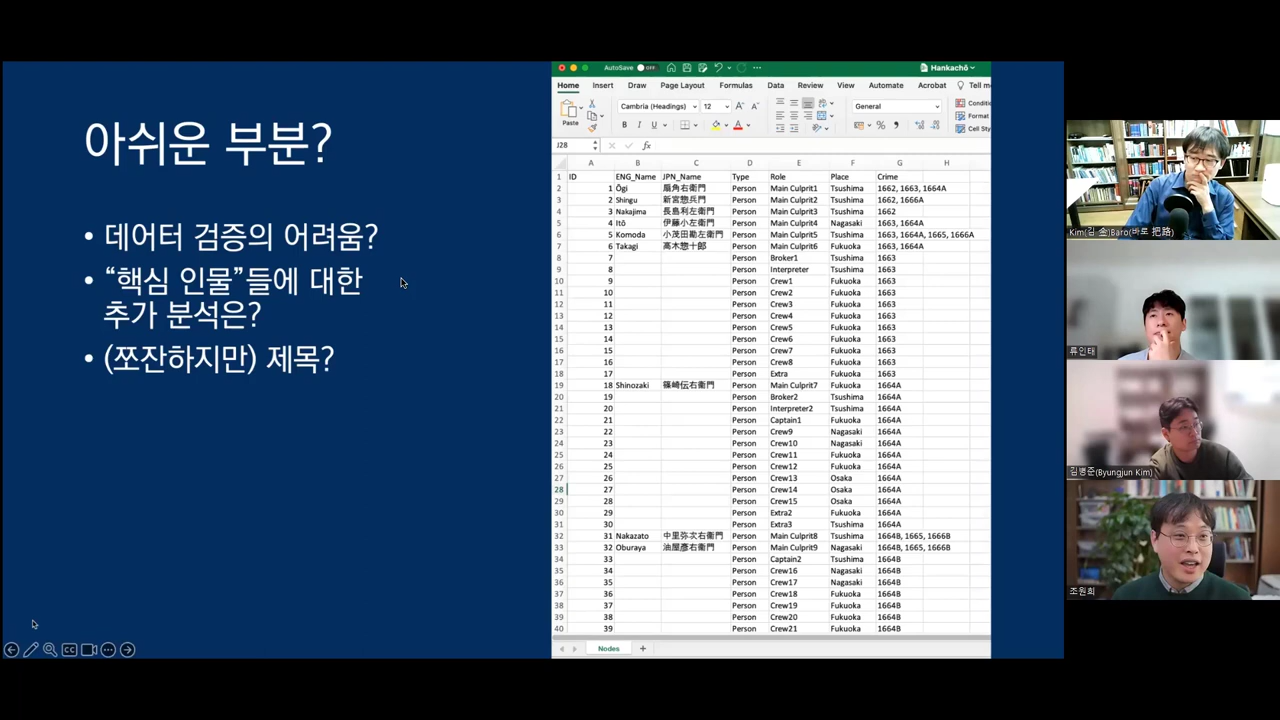 아쉬운 부분?
• 데어터 검증의 어려움?
• “핵심 인물”들에 대한
추가 분석은?
• (쪼잔하지만) 제목?
AutoSave OFF
Hankachō
Home Insert Draw Page Layout Formulas Data Review View Automate Acrobat Tell m
Paste
Cambria (Headings) 12
General
Conditi
Format
Cell Sty
B I U
J28 fx
A B C D E F G H
1 ID ENG_Name JPN_Name Type Role Place Crime
2 1 Ōgi 扇角右衛門 Person Main Culprit1 Tsushima 1662, 1663, 1664A
3 2 Shingu 新宮惣兵衛 Person Main Culprit2 Tsushima 1662, 1666A
4 3 Nakajima 長島利左衛門 Person Main Culprit3 Tsushima 1662
5 4 Itō 伊藤小左衛門 Person Main Culprit4 Nagasaki 1663, 1664A
6 5 Komoda 小茂田勘左衛門 Person Main Culprit5 Tsushima 1663, 1664A, 1665, 1666A
7 6 Takagi 高木惣十郎 Person Main Culprit6 Fukuoka 1663, 1664A
8 7 Person Broker1 Tsushima 1663
9 8 Person Interpreter Tsushima 1663
10 9 Person Crew1 Fukuoka 1663
11 10 Person Crew2 Fukuoka 1663
12 11 Person Crew3 Fukuoka 1663
13 12 Person Crew4 Fukuoka 1663
14 13 Person Crew5 Fukuoka 1663
15 14 Person Crew6 Fukuoka 1663
16 15 Person Crew7 Fukuoka 1663
17 16 Person Crew8 Fukuoka 1663
18 17 Person Extra Fukuoka 1663
19 18 Shinozaki 篠崎伝右衛門 Person Main Culprit7 Fukuoka 1664A
20 19 Person Broker2 Tsushima 1664A
21 20 Person Interpreter2 Tsushima 1664A
22 21 Person Captain1 Fukuoka 1664A
23 22 Person Crew9 Nagasaki 1664A
24 23 Person Crew10 Nagasaki 1664A
25 24 Person Crew11 Fukuoka 1664A
26 25 Person Crew12 Fukuoka 1664A
27 26 Person Crew13 Osaka 1664A
28 27 Person Crew14 Osaka 1664A
29 28 Person Crew15 Osaka 1664A
30 29 Person Extra2 Fukuoka 1664A
31 30 Person Extra3 Tsushima 1664A
32 31 Nakazato 中里弥次右衛門 Person Main Culprit8 Tsushima 1664B, 1665, 1666B
33 32 Oburaya 油屋彦右衛門 Person Main Culprit9 Nagasaki 1664B, 1665, 1666B
34 33 Person Captain2 Tsushima 1664B
35 34 Person Crew16 Nagasaki 1664B
36 35 Person Crew17 Nagasaki 1664B
37 36 Person Crew18 Fukuoka 1664B
38 37 Person Crew19 Fukuoka 1664B
39 38 Person Crew20 Fukuoka 1664B
40 39 Person Crew21 Fukuoka 1664B
Nodes +
CC
Kim(김 金)Baro(바로 把路)
류인태
김병준(Byungjun Kim)
조원희